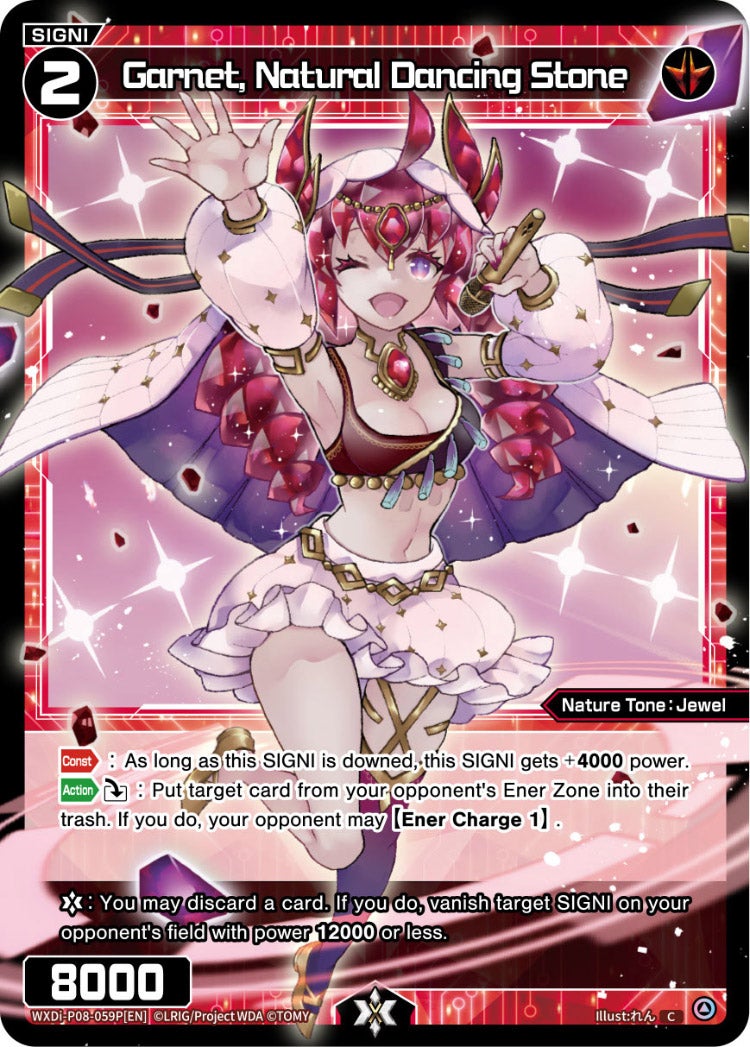 SIGNI
2
Garnet, Natural Dancing Stone
Nature Tone : Jewel
Const : As long as this SIGNI is downed, this SIGNI gets +4000 power.
Action : Put target card from your opponent's Ener Zone into their
trash. If you do, your opponent may 【Ener Charge 1】.
: You may discard a card. If you do, vanish target SIGNI on your
opponent's field with power 12000 or less.
8000
WXDi-P08-059P[EN] ©LRIG/Project WDA ©TOMY
Illust:れん C